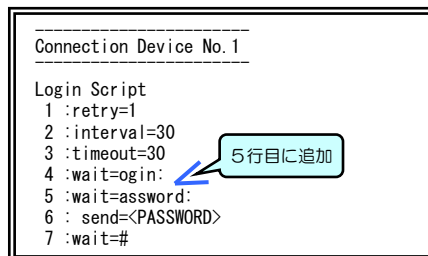 Connection Device No.1
Login Script
1 :retry=1
2 :interval=30
3 :timeout=30
4 :wait=ogin:
5行目に追加
5 :wait=assword:
6 : send=<PASSWORD>
7 :wait=#